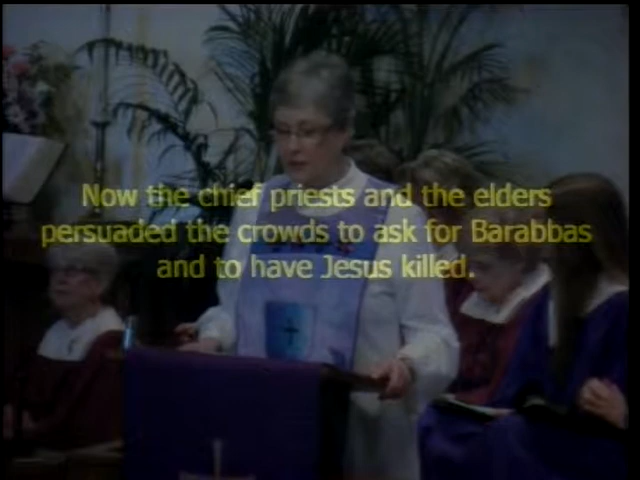 Now the chief priests and the elders
persuaded the crowds to ask for Barabbas
and to have Jesus killed.